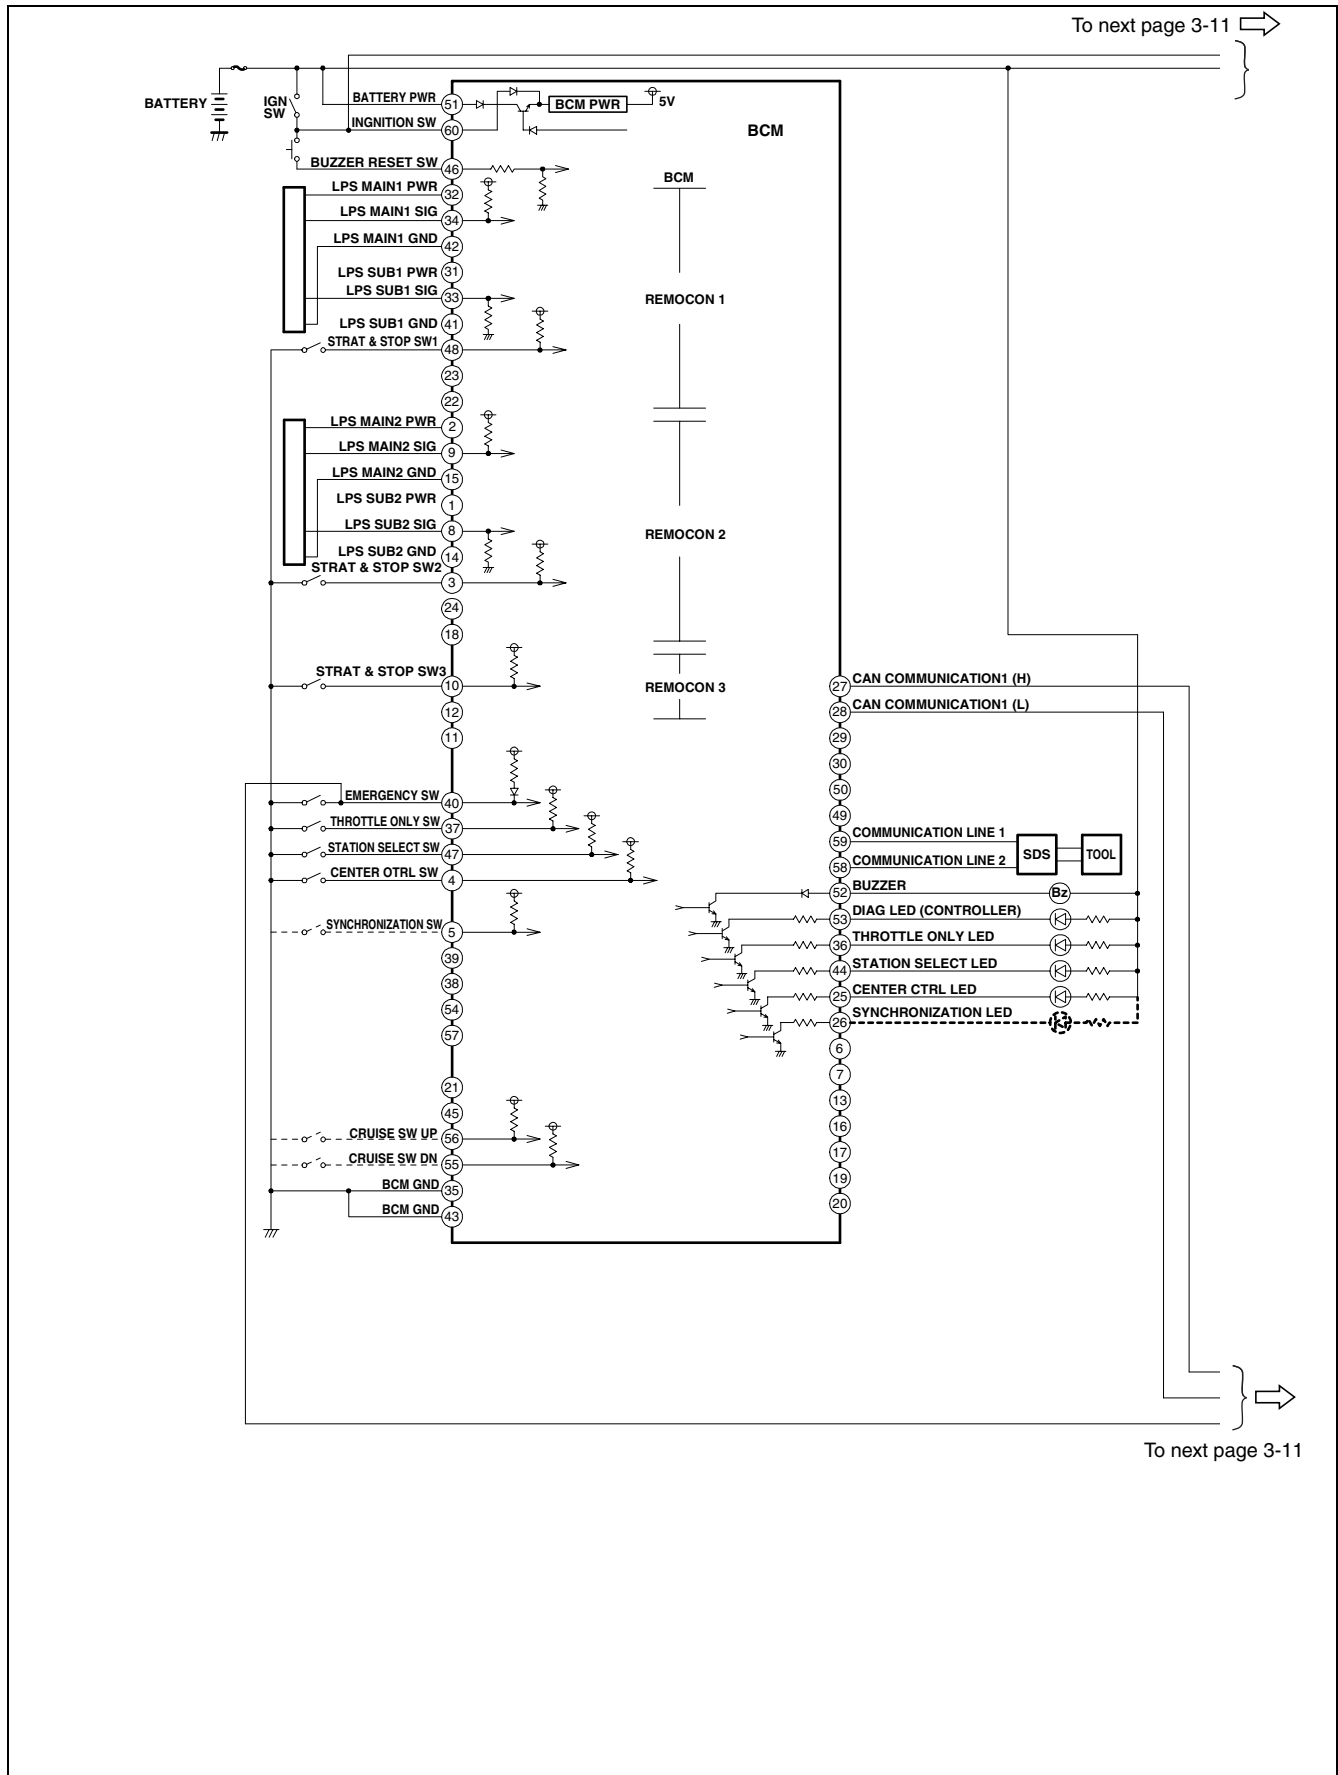 To next page 3-11
BATTERY
IGN
SW
BATTERY PWR 51
BCM PWR
5V
INGNITION SW 60
BCM
BUZZER RESET SW 46
BCM
LPS MAIN1 PWR 32
LPS MAIN1 SIG 34
LPS MAIN1 GND 42
LPS SUB1 PWR 31
LPS SUB1 SIG 33
REMOCON 1
LPS SUB1 GND 41
STRAT & STOP SW1 48
23
22
LPS MAIN2 PWR 2
LPS MAIN2 SIG 9
LPS MAIN2 GND 15
LPS SUB2 PWR 1
LPS SUB2 SIG 8
REMOCON 2
LPS SUB2 GND 14
STRAT & STOP SW2 3
24
18
STRAT & STOP SW3 10
REMOCON 3
12
11
EMERGENCY SW 40
THROTTLE ONLY SW 37
STATION SELECT SW 47
CENTER OTRL SW 4
SYNCHRONIZATION SW 5
39
38
54
57
21
45
CRUISE SW UP 56
CRUISE SW DN 55
BCM GND 35
BCM GND 43
27 CAN COMMUNICATION1 (H)
28 CAN COMMUNICATION1 (L)
29
30
50
49
59 COMMUNICATION LINE 1
58 COMMUNICATION LINE 2
SDS
TOOL
52 BUZZER
Bz
53 DIAG LED (CONTROLLER)
36 THROTTLE ONLY LED
44 STATION SELECT LED
25 CENTER CTRL LED
26 SYNCHRONIZATION LED
6
7
13
16
17
19
20
To next page 3-11